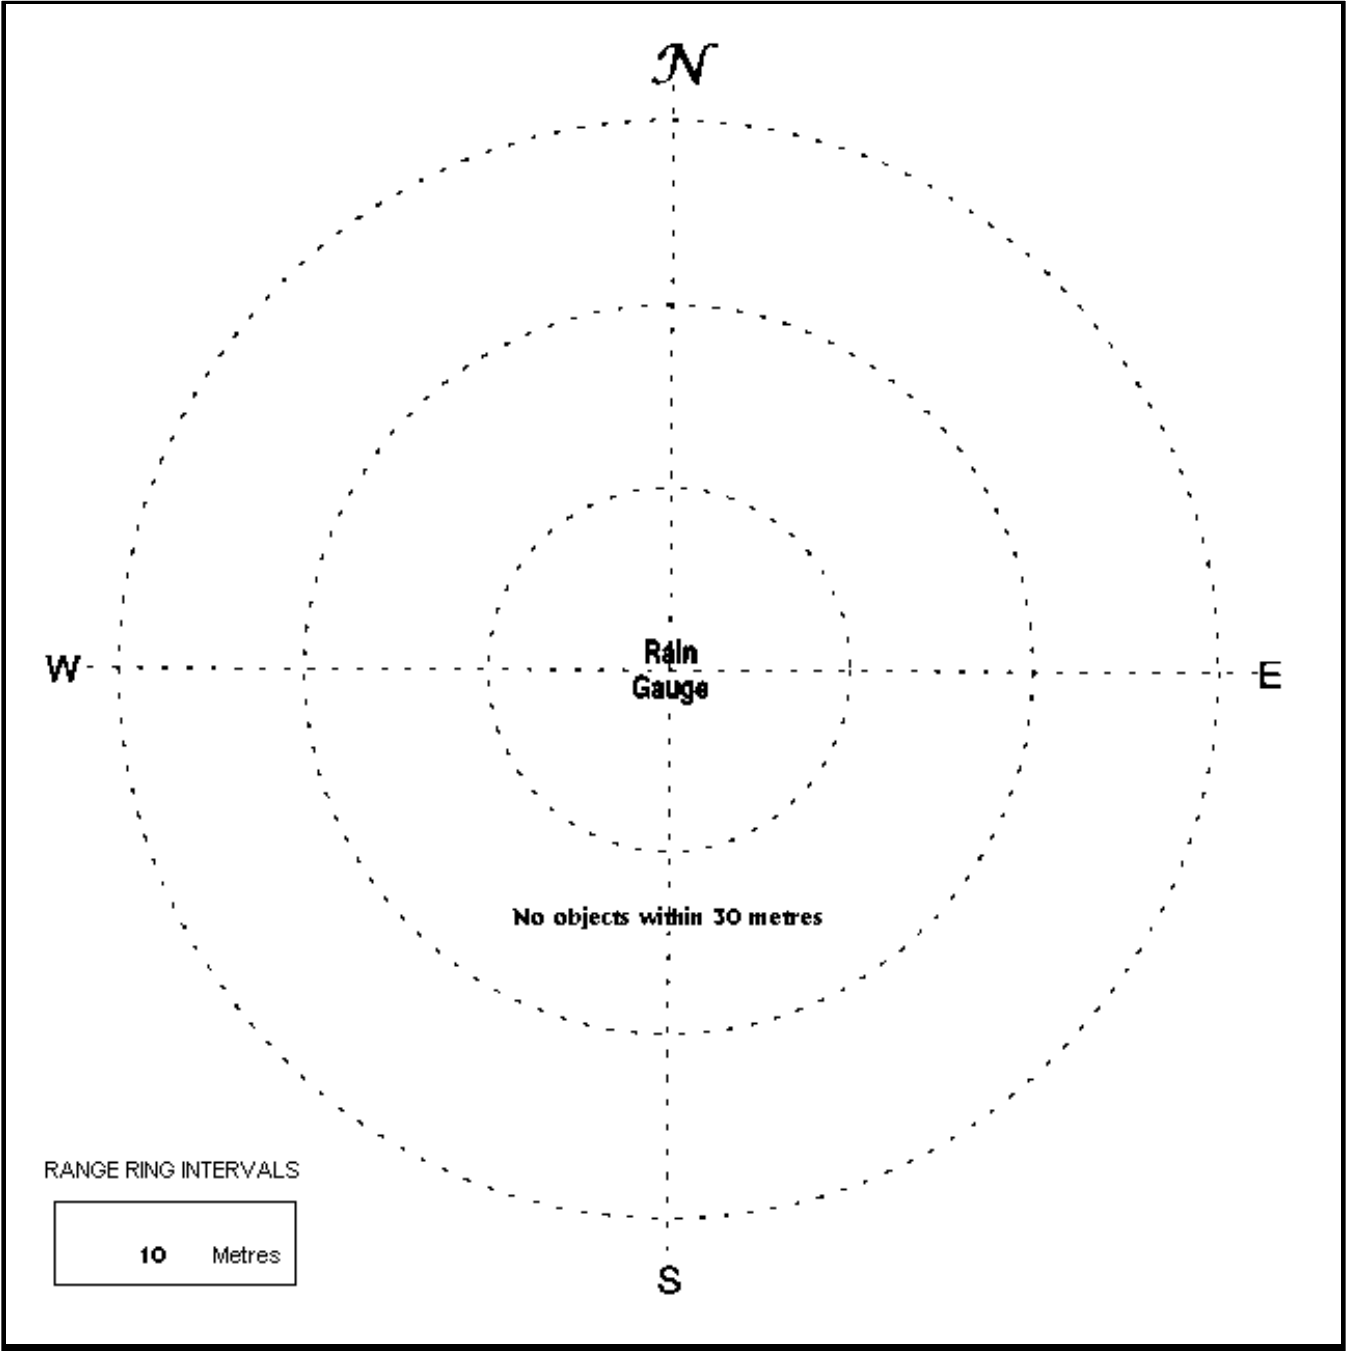 N
Rain
Gauge
W
E
No objects within 30 metres
RANGE RING INTERVALS
10 Metres
S